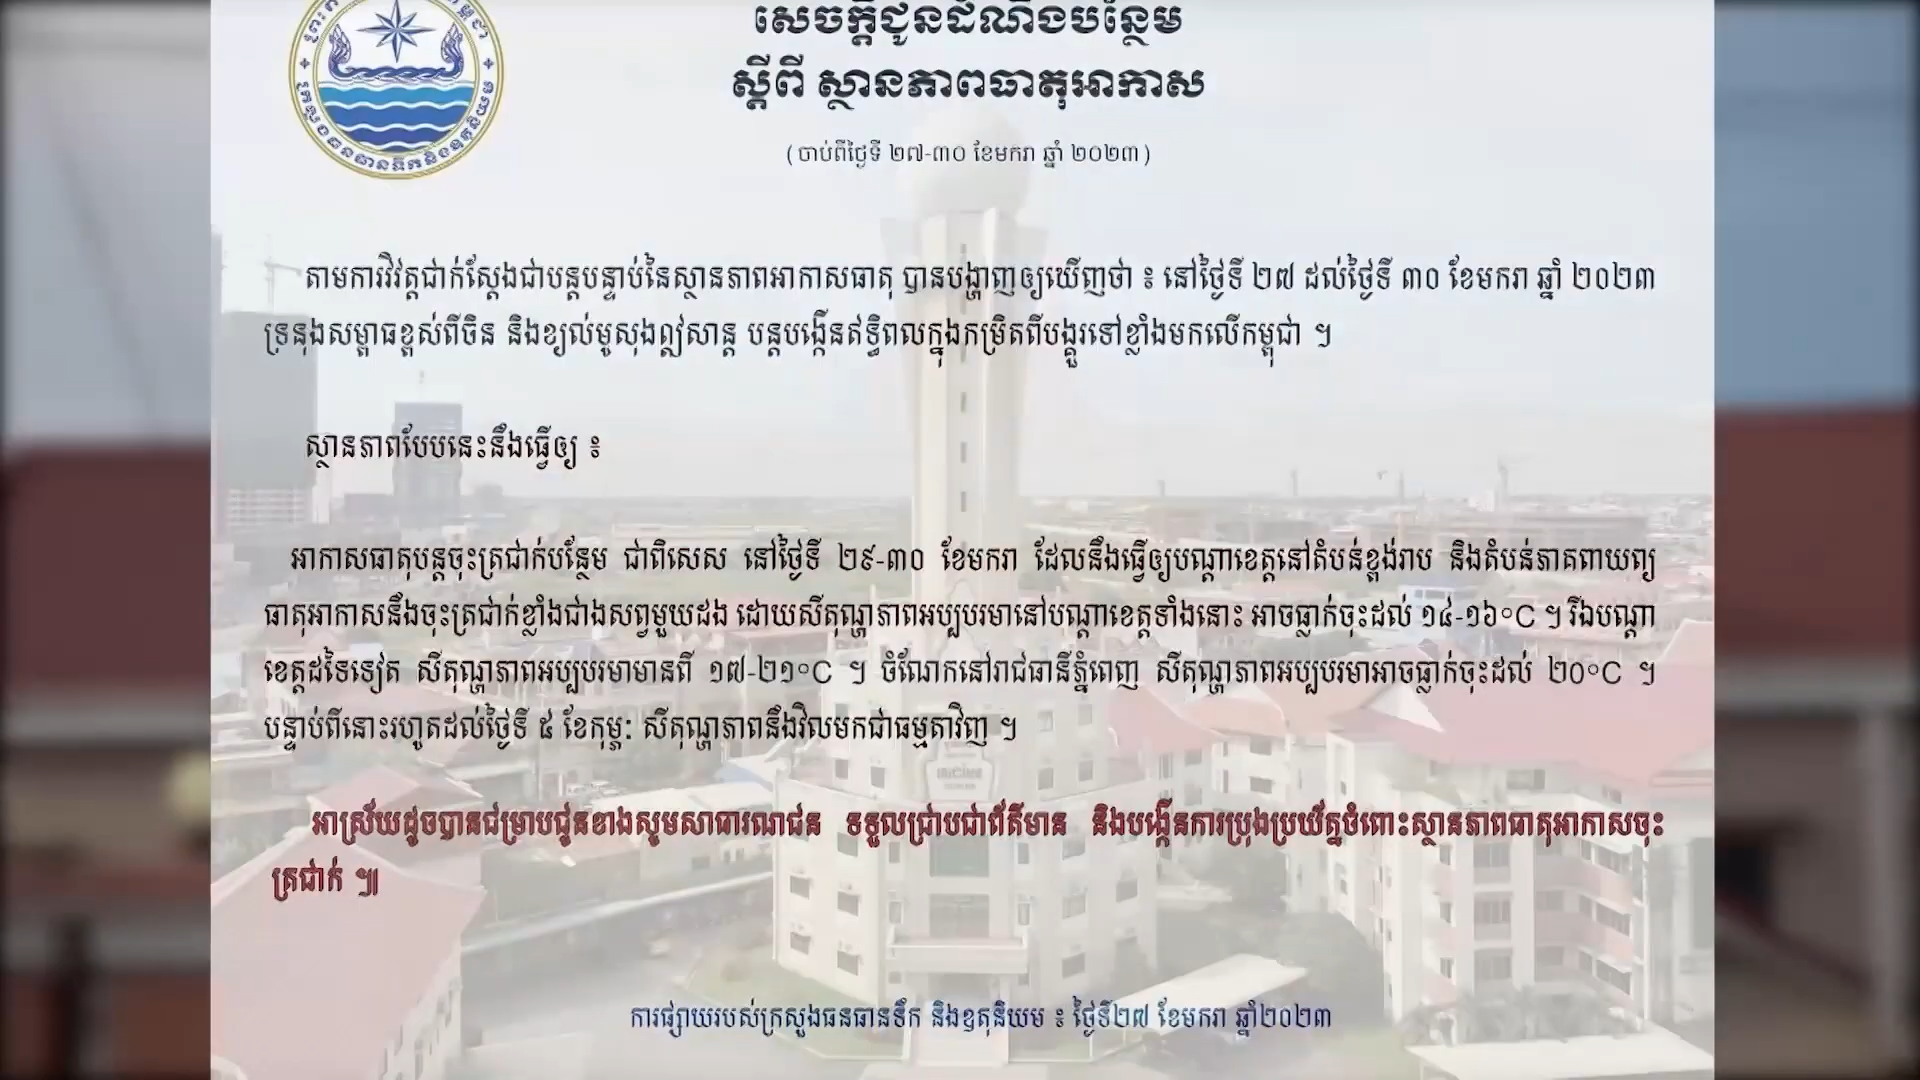 សេចក្តីជូនដំណឹងបន្ថែម
ស្តីពី ស្ថានភាពធាតុអាកាស
(ចាប់ពីថ្ងៃទី ២៧-៣០ ខែមករា ឆ្នាំ ២០២៣)
តាមការវិវត្តជាក់ស្តែងជាបន្តបន្ទាប់នៃស្ថានភាពអាកាសធាតុ បានបង្ហាញឲ្យឃើញថា ៖ នៅថ្ងៃទី ២៧ ដល់ថ្ងៃទី ៣០ ខែមករា ឆ្នាំ ២០២៣
ទ្រនុងសម្ពាធខ្ពស់ពីចិន និងខ្យល់មូសុងឦសាន្ត បន្តបង្កើនឥទ្ធិពលក្នុងកម្រិតពីបង្គួរទៅខ្លាំងមកលើកម្ពុជា ។
ស្ថានភាពបែបនេះនឹងធ្វើឲ្យ ៖
អាកាសធាតុបន្តចុះត្រជាក់បន្ថែម ជាពិសេស នៅថ្ងៃទី ២៩-៣០ ខែមករា ដែលនឹងធ្វើឲ្យបណ្តាខេត្តនៅតំបន់ខ្ពង់រាប និងតំបន់ភាគពាយព្យ
ធាតុអាកាសនឹងចុះត្រជាក់ខ្លាំងជាងសព្វមួយដង ដោយសីតុណ្ហភាពអប្បបរមានៅបណ្តាខេត្តទាំងនោះ អាចធ្លាក់ចុះដល់ ១៤-១៦°C ។ រីឯបណ្តា
ខេត្តដទៃទៀត សីតុណ្ហភាពអប្បបរមាមានពី ១៧-២១°C ។ ចំណែកនៅរាជធានីភ្នំពេញ សីតុណ្ហភាពអប្បបរមាអាចធ្លាក់ចុះដល់ ២០°C ។
បន្ទាប់ពីនោះរហូតដល់ថ្ងៃទី ៥ ខែកុម្ភៈ សីតុណ្ហភាពនឹងវិលមកជាធម្មតាវិញ ។
អាស្រ័យដូចបានជម្រាបជូនខាងសូមសាធារណជន ទទួលជ្រាបជាព័ត៌មាន និងបង្កើនការប្រុងប្រយ័ត្នចំពោះស្ថានភាពធាតុអាកាសចុះ
ត្រជាក់ ៕
ការផ្សាយរបស់ក្រសួងធនធានទឹក និងឧតុនិយម ៖ ថ្ងៃទី២៧ ខែមករា ឆ្នាំ២០២៣